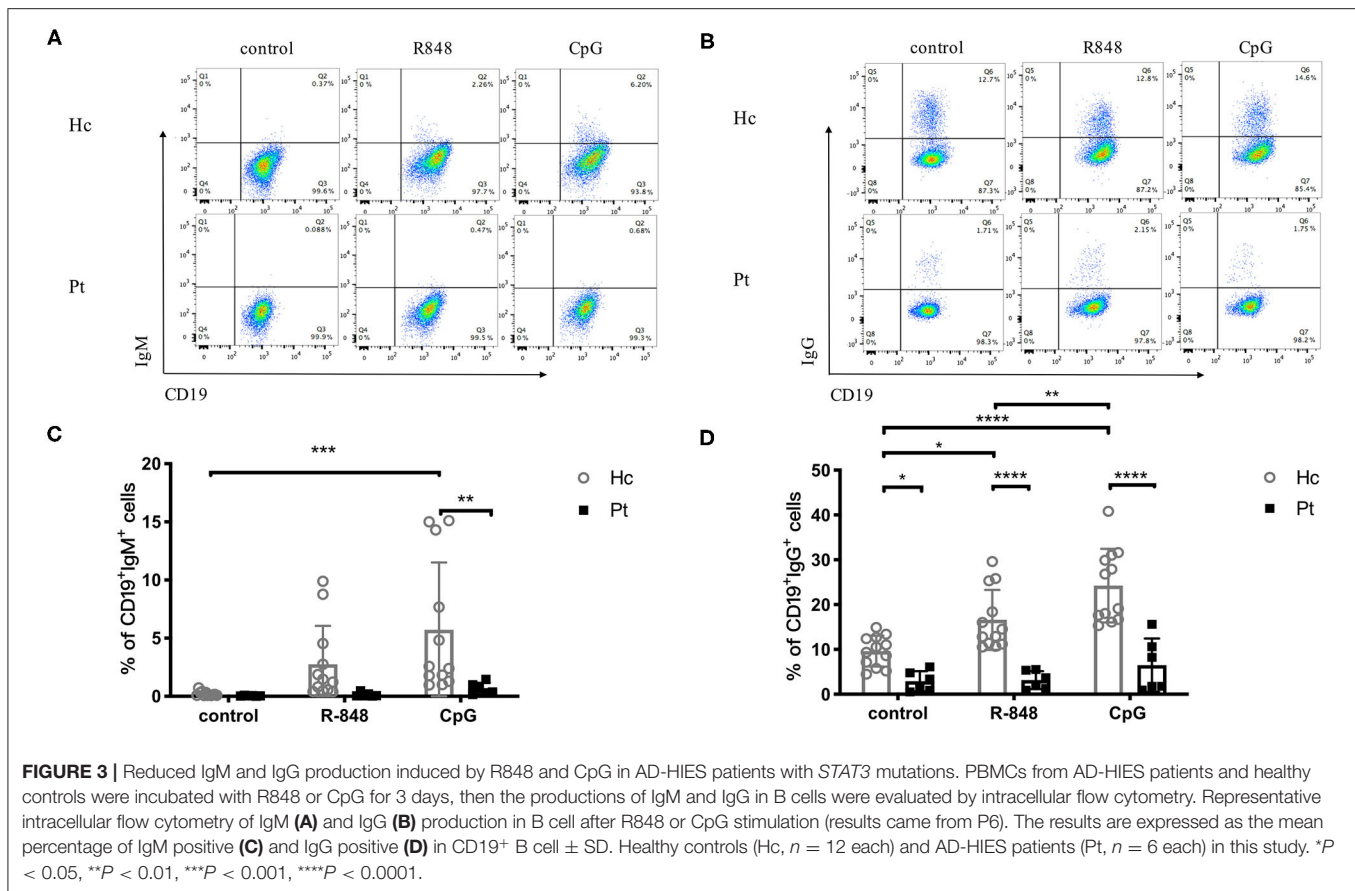 A
control
R848
CpG
Hc
Q1
0 %
Q2
0.37%
Q4
0%
Q3
99.6%
Q1
0 %
Q2
2.26%
Q4
0%
Q3
97.7%
Q1
0 %
Q2
6.20%
Q4
0%
Q3
93.8%
Pt
Q1
0 %
Q2
0.088%
Q4
0%
Q3
99.9%
Q1
0 %
Q2
0.47%
Q4
0%
Q3
99.5%
Q1
0 %
Q2
0.68%
Q4
0%
Q3
99.3%
IgM
CD19
B
control
R848
CpG
Hc
Q5
0 %
Q6
12.7%
Q8
0%
Q7
87.3%
Q5
0 %
Q6
12.8%
Q8
0%
Q7
87.2%
Q5
0 %
Q6
14.6%
Q8
0%
Q7
85.4%
Pt
Q5
0 %
Q6
1.71%
Q8
0%
Q7
98.3%
Q5
0 %
Q6
2.15%
Q8
0%
Q7
97.8%
Q5
0 %
Q6
1.75%
Q8
0%
Q7
98.2%
IgG
CD19
C
% of CD19⁺IgM⁺ cells
20
15
10
5
0
***
**
Hc
Pt
control R-848 CpG
D
% of CD19⁺IgG⁺ cells
50
40
30
20
10
0
**
****
*
* **** ****
Hc
Pt
control R-848 CpG
FIGURE 3 | Reduced IgM and IgG production induced by R848 and CpG in AD-HIES patients with STAT3 mutations. PBMCs from AD-HIES patients and healthy
controls were incubated with R848 or CpG for 3 days, then the productions of IgM and IgG in B cells were evaluated by intracellular flow cytometry. Representative
intracellular flow cytometry of IgM (A) and IgG (B) production in B cell after R848 or CpG stimulation (results came from P6). The results are expressed as the mean
percentage of IgM positive (C) and IgG positive (D) in CD19⁺ B cell ± SD. Healthy controls (Hc, n = 12 each) and AD-HIES patients (Pt, n = 6 each) in this study. *P
< 0.05, **P < 0.01, ***P < 0.001, ****P < 0.0001.